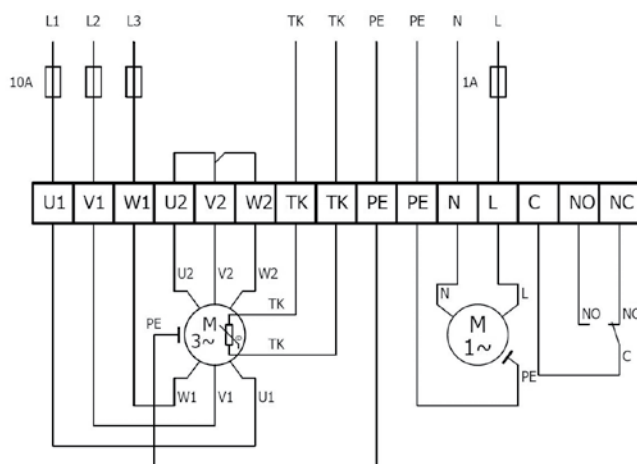 L1 L2 L3 TK TK PE PE N L
10A 1A
U1 V1 W1 U2 V2 W2 TK TK PE PE N L C NO NC
U2 V2 W2 N L
TK
PE M NO NC
3~ M
1~
TK C
PE
W1 V1 U1